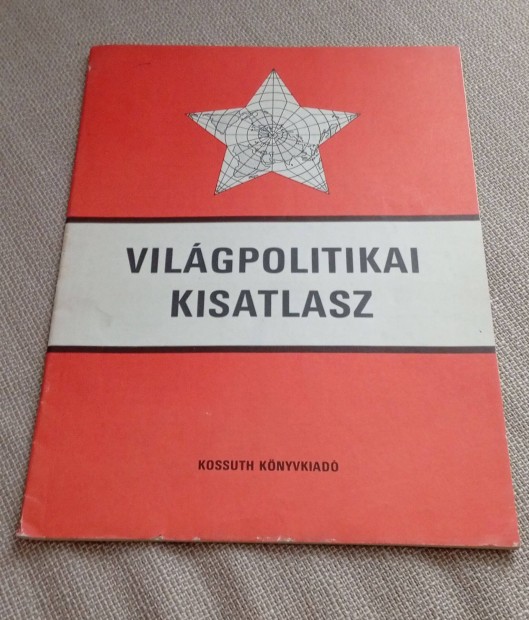 VILÁGPOLITIKAI
KISATLASZ
KOSSUTH KÖNYVKIADÓ